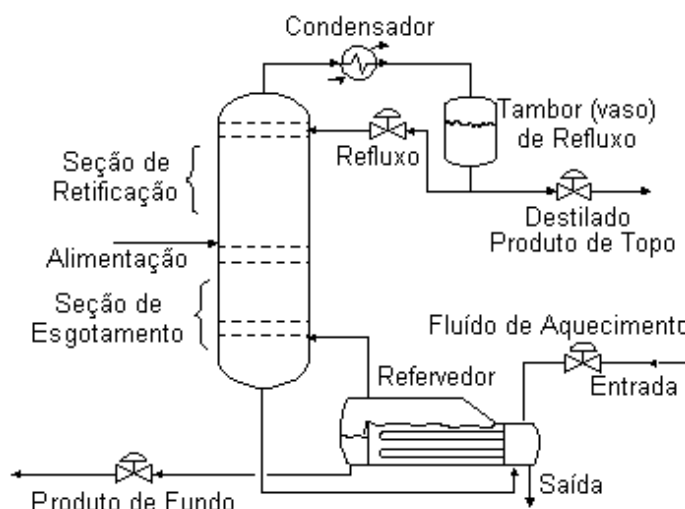 Condensador
Tambor (vaso)
de Refluxo
Refluxo
Seção de
Retificação
Destilado
Produto de Topo
Alimentação
Seção de
Esgotamento
Fluído de Aquecimento
Refervedor
Entrada
Saída
Produto de Fundo